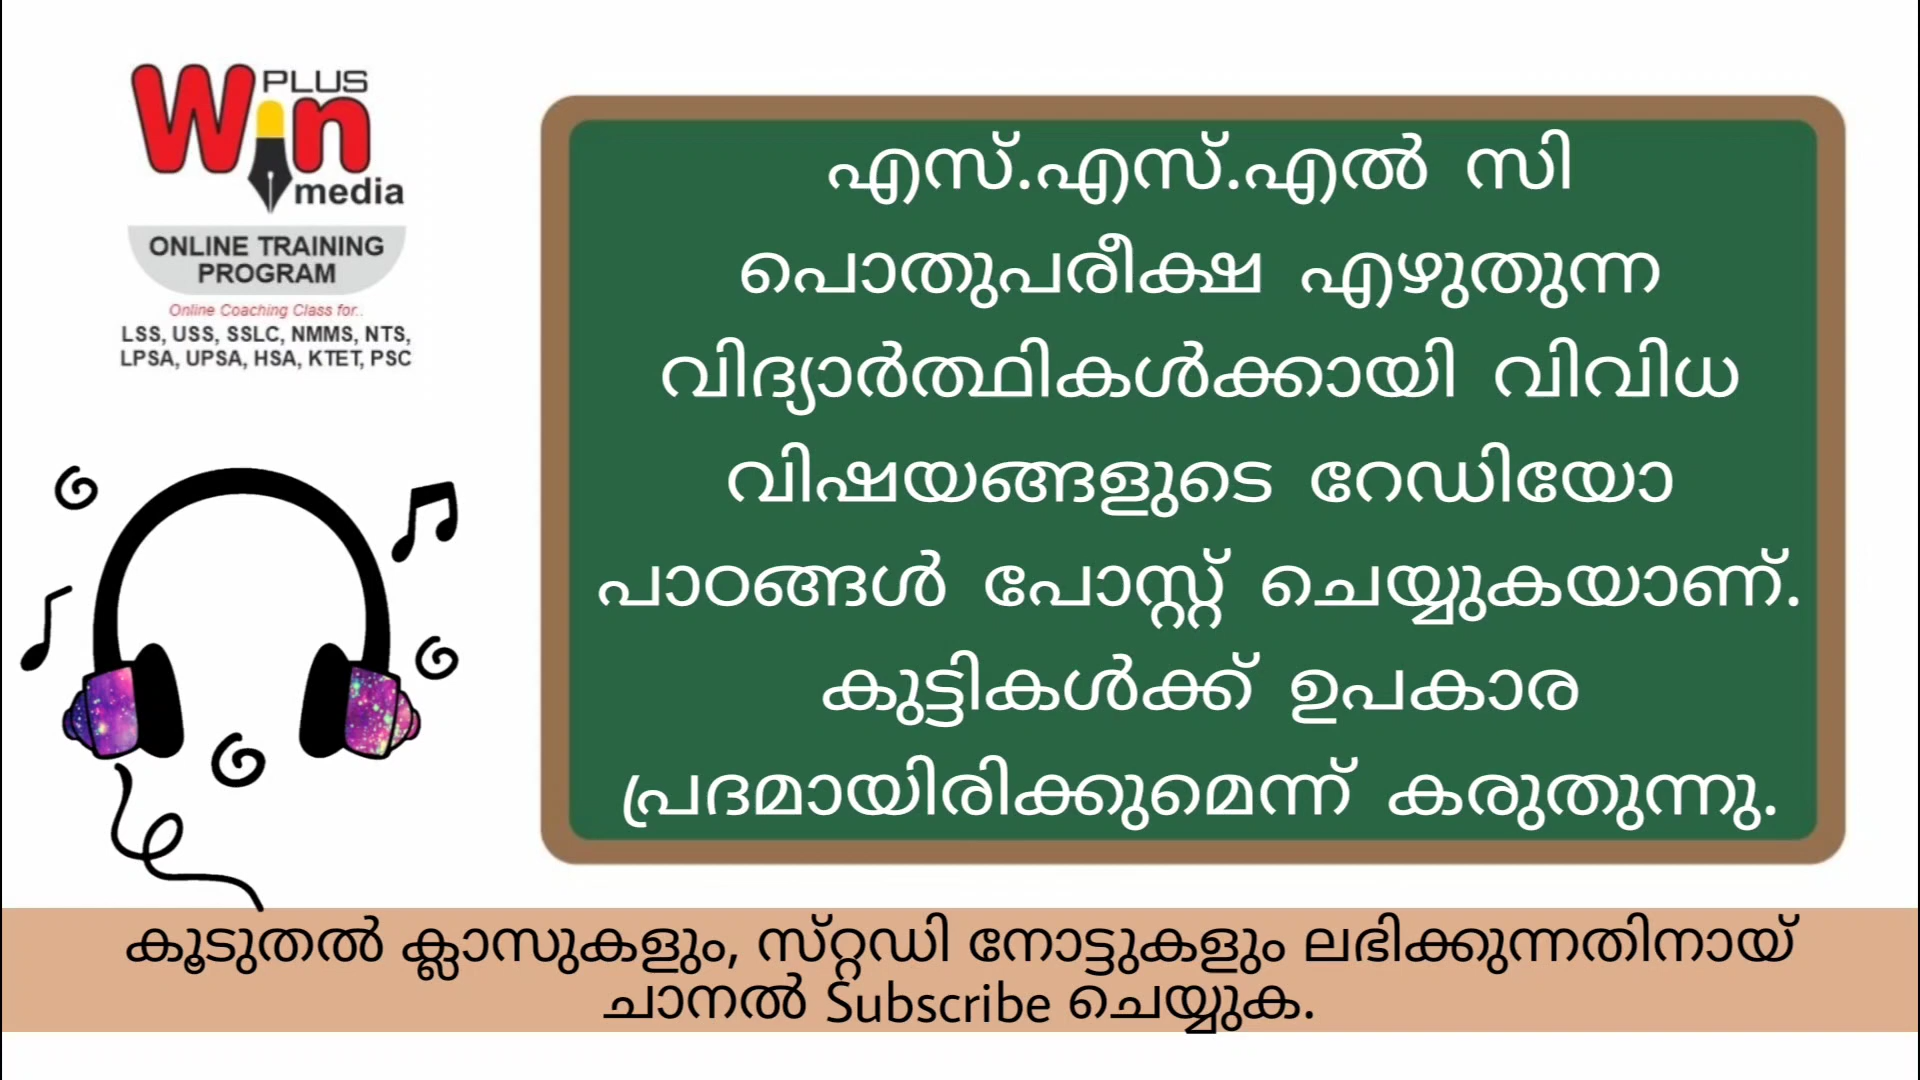 PLUS
Win
media
ONLINE TRAINING
PROGRAM
Online Coaching Class for..
LSS, USS, SSLC, NMMS, NTS,
LPSA, UPSA, HSA, KTET, PSC
എസ്.എസ്.എൽ സി
പൊതുപരീക്ഷ എഴുതുന്ന
വിദ്യാർത്ഥികൾക്കായി വിവിധ
വിഷയങ്ങളുടെ റേഡിയോ
പാഠങ്ങൾ പോസ്റ്റ് ചെയ്യുകയാണ്.
കുട്ടികൾക്ക് ഉപകാര
പ്രദമായിരിക്കുമെന്ന് കരുതുന്നു.
കൂടുതൽ ക്ലാസുകളും, സ്റ്റഡി നോട്ടുകളും ലഭിക്കുന്നതിനായ്
ചാനൽ Subscribe ചെയ്യുക.